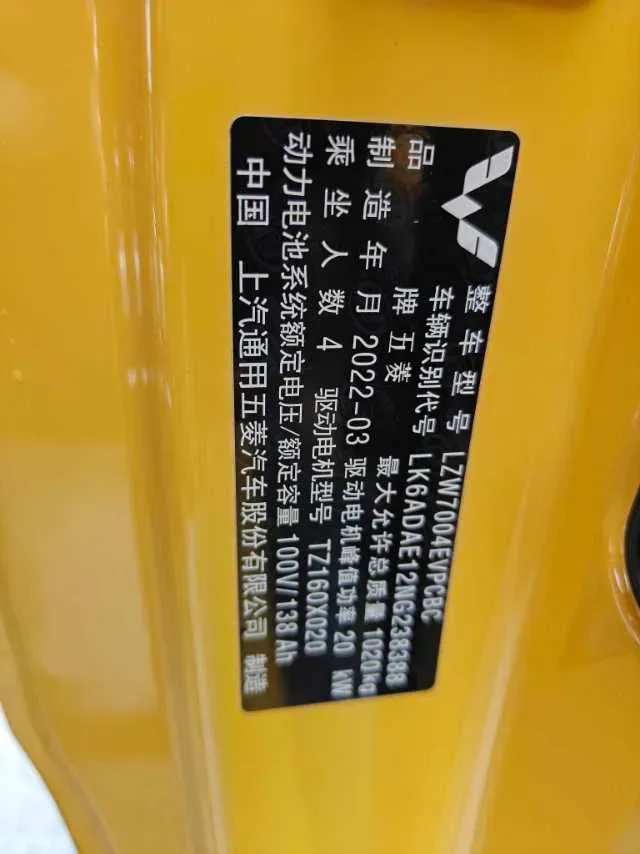 整车型号 LZW7004EVPCBC
车辆识别代号 LK6ADAE12NG238388
品牌 五菱 最大允许总质量 1020kg
制造年月 2022-03 驱动电机峰值功率 20 kW
乘坐人数 4 驱动电机型号 TZ160X020
动力电池系统额定电压/额定容量 100V/138 Ah
中国 上汽通用五菱汽车股份有限公司 制造